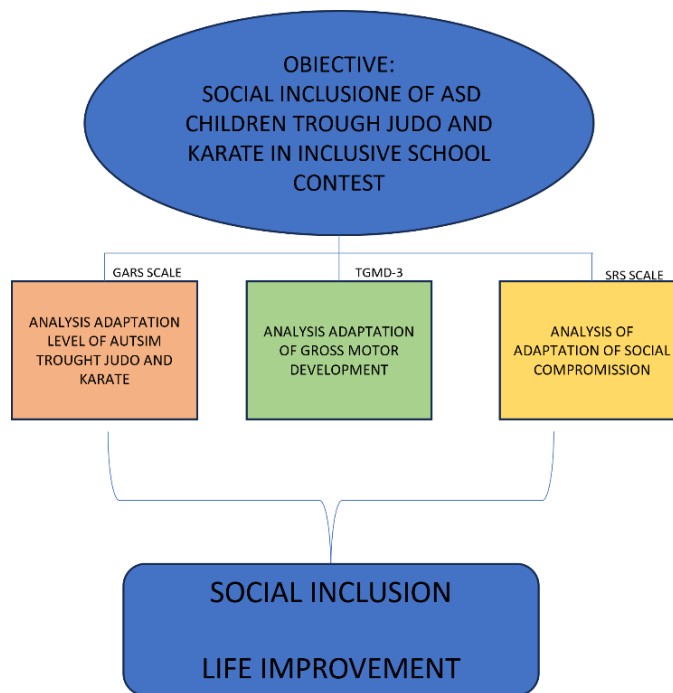 OBIECTIVE:
SOCIAL INCLUSIONE OF ASD
CHILDREN TROUGH JUDO AND
KARATE IN INCLUSIVE SCHOOL
CONTEST
GARS SCALE
TGMD-3
SRS SCALE
ANALYSIS ADAPTATION
LEVEL OF AUTSIM
TROUGHT JUDO AND
KARATE
ANALYSIS ADAPTATION
OF GROSS MOTOR
DEVELOPMENT
ANALYSIS OF
ADAPTATION OF SOCIAL
COMPROMISSION
SOCIAL INCLUSION
LIFE IMPROVEMENT